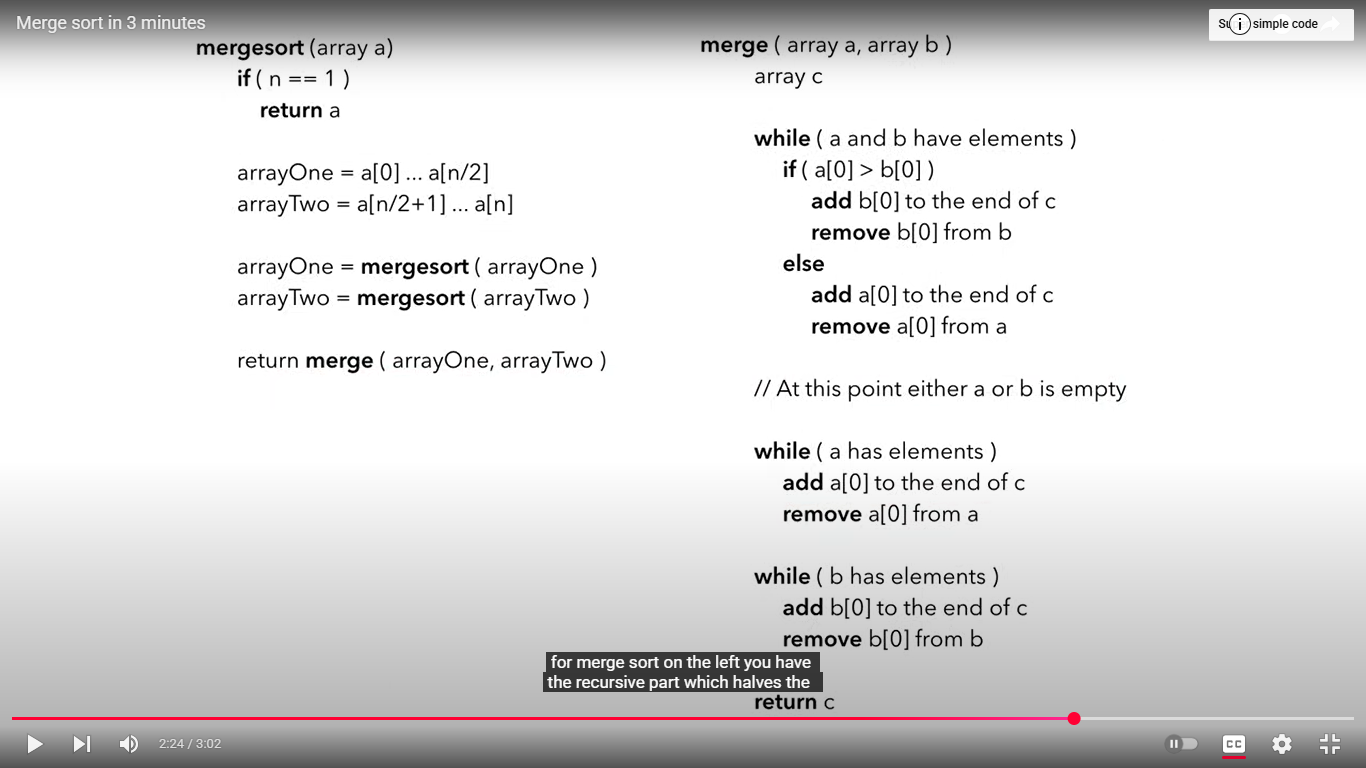 Merge sort in 3 minutes
simple code
mergesort (array a)
if ( n == 1 )
return a
arrayOne = a[0] ... a[n/2]
arrayTwo = a[n/2+1] ... a[n]
arrayOne = mergesort ( arrayOne )
arrayTwo = mergesort ( arrayTwo )
return merge ( arrayOne, arrayTwo )
merge ( array a, array b )
array c
while ( a and b have elements )
if ( a[0] > b[0] )
add b[0] to the end of c
remove b[0] from b
else
add a[0] to the end of c
remove a[0] from a
// At this point either a or b is empty
while ( a has elements )
add a[0] to the end of c
remove a[0] from a
while ( b has elements )
add b[0] to the end of c
remove b[0] from b
return c
for merge sort on the left you have
the recursive part which halves the
2:24 / 3:02
CC